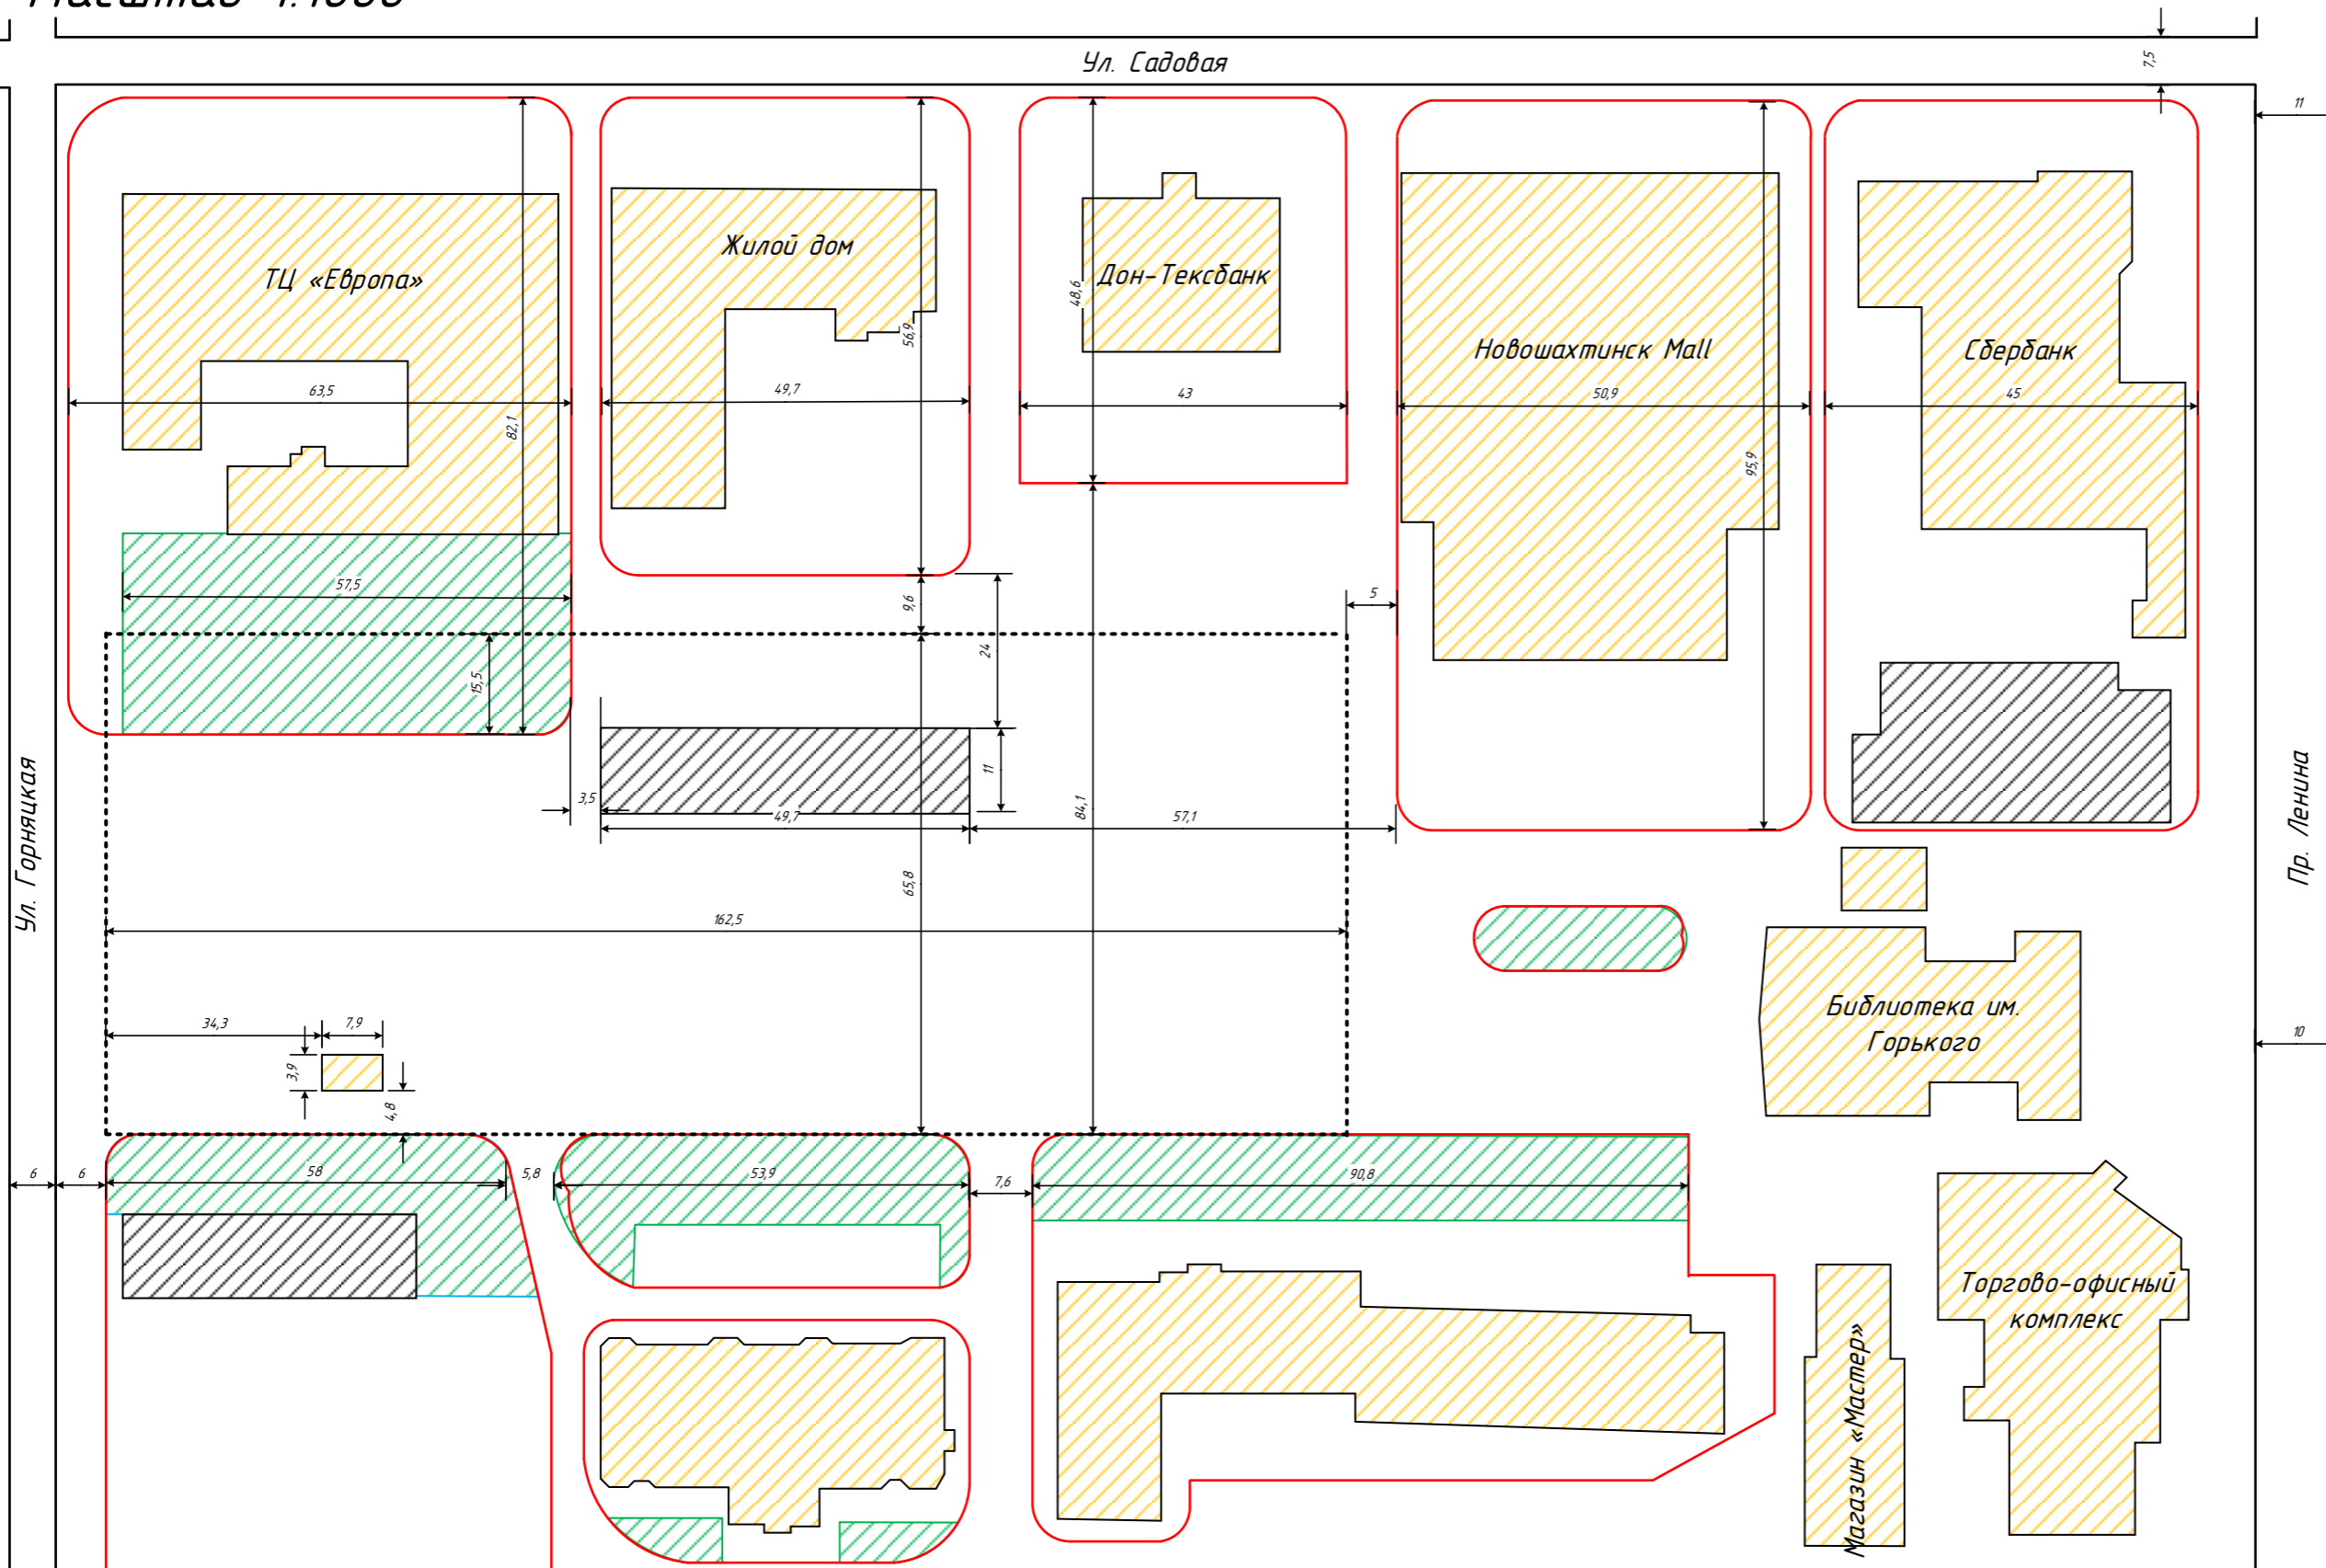 Масштаб 1:1000
Ул. Садовая
7,5
11
ТЦ «Европа»
Жилой дом
Дон-Тексбанк
Новошахтинск Mall
Сбербанк
48,6
56,9
63,5
49,7
43
50,9
45
82,1
95,9
57,5
9,6
5
24
15,5
11
3,5
49,7
57,1
84,1
65,8
162,5
Ул. Горняцкая
Пр. Ленина
34,3
7,9
3,9
4,8
Библиотека им.
Горького
10
6
6
58
5,8
53,9
7,6
90,8
Торгово-офисный
комплекс
Магазин «Мастер»